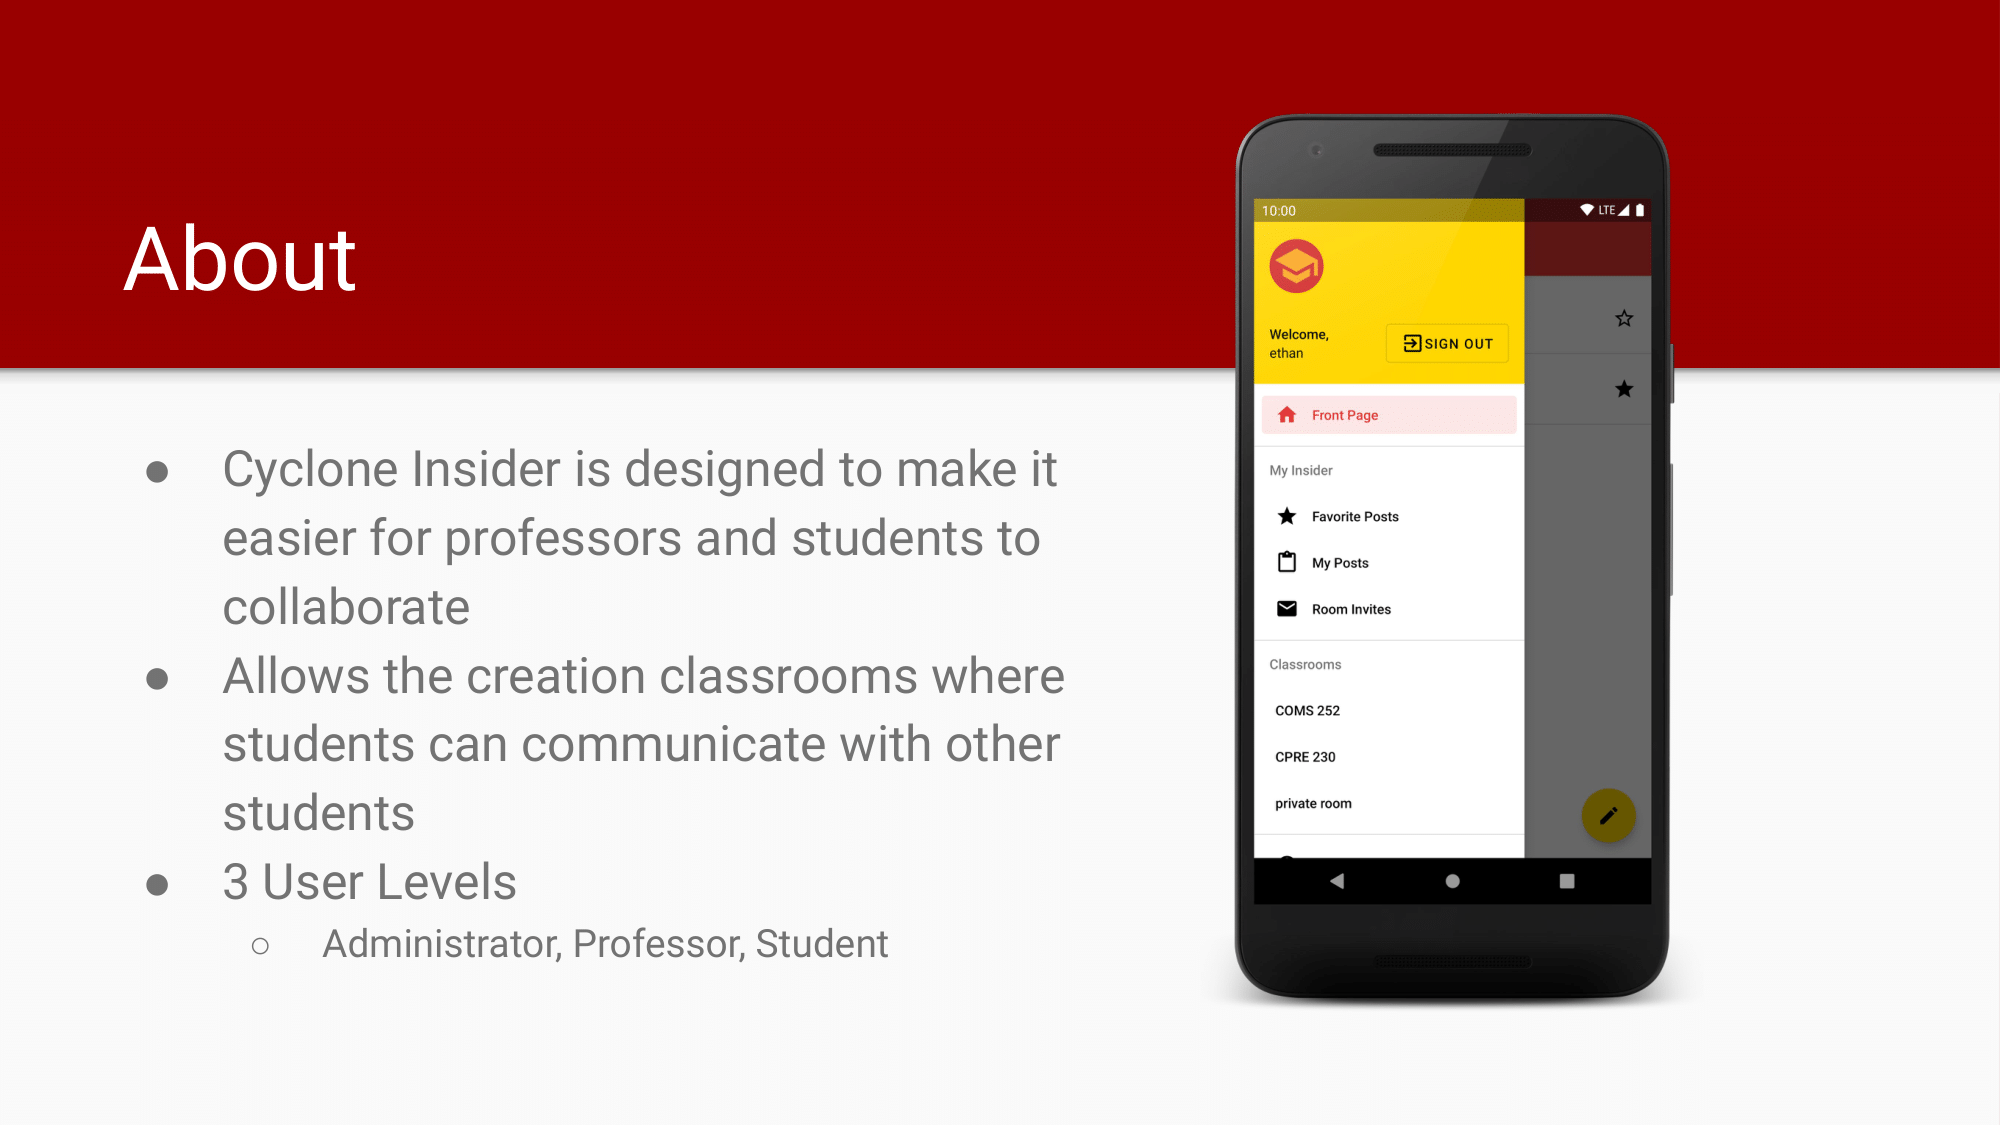 About
● Cyclone Insider is designed to make it
easier for professors and students to
collaborate
● Allows the creation classrooms where
students can communicate with other
students
● 3 User Levels
○ Administrator, Professor, Student
10:00
LTE
Welcome,
ethan
SIGN OUT
Front Page
My Insider
Favorite Posts
My Posts
Room Invites
Classrooms
COMS 252
CPRE 230
private room